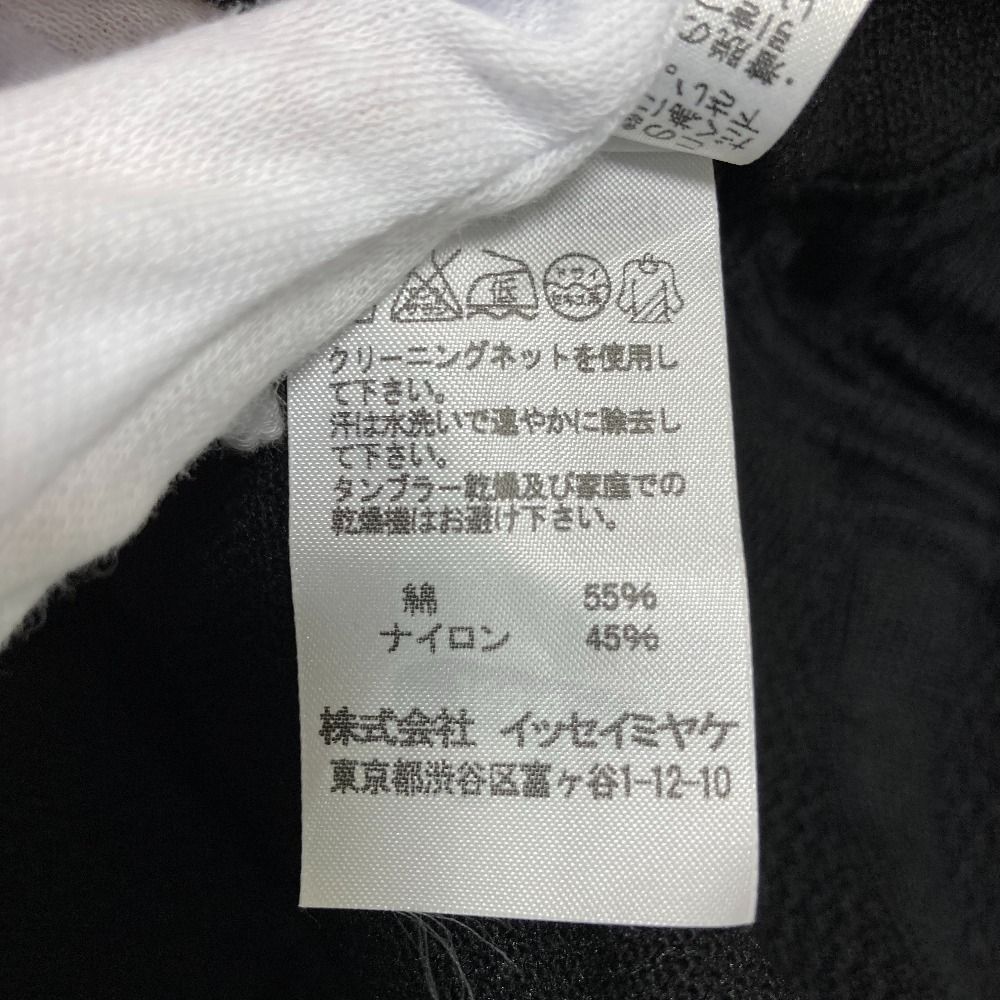 低
クリーニングネットを使用し
て下さい。
汗は水洗いで速やかに除去し
て下さい。
タンブラー乾燥及び家庭での
乾燥機はお避け下さい。
綿 55%
ナイロン 45%
株式会社 イッセイミヤケ
東京都渋谷区富ヶ谷1-12-10